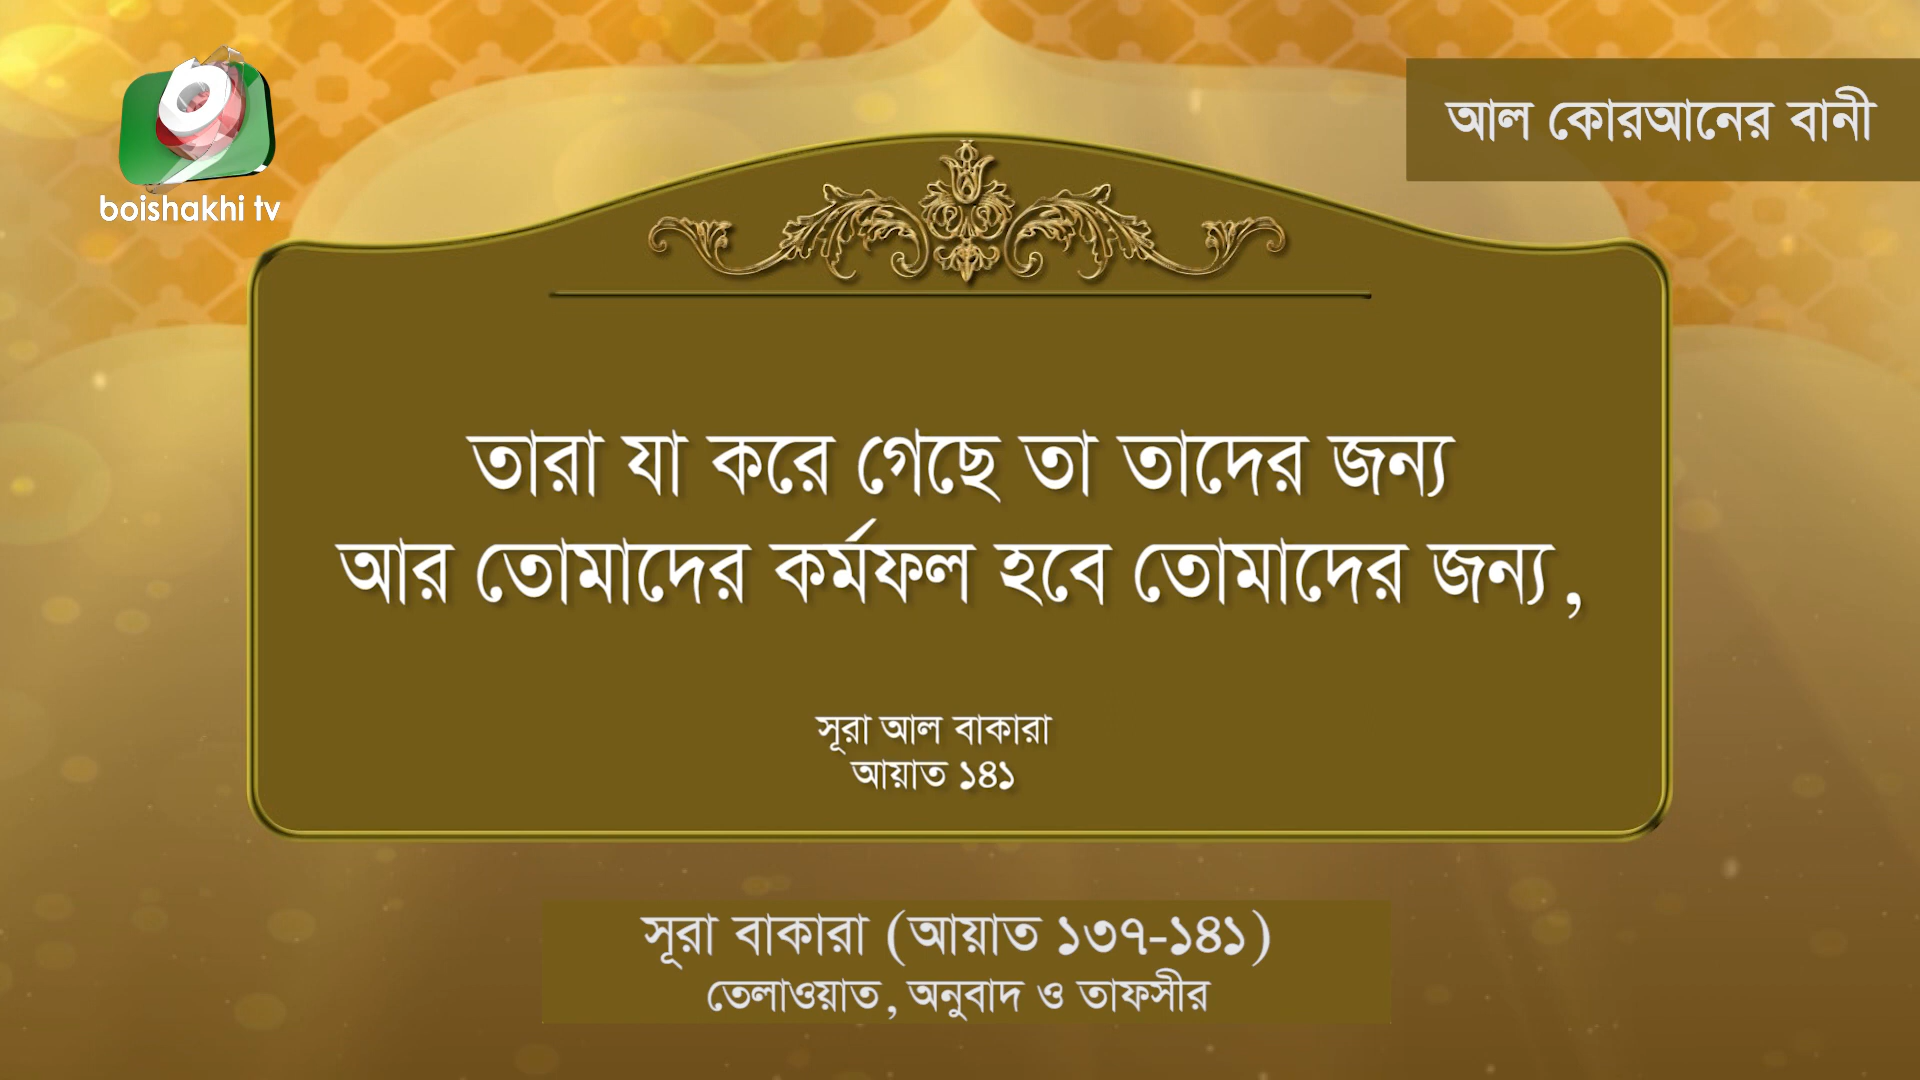 boishakhi tv
আল কোরআনের বানী
তারা যা করে গেছে তা তাদের জন্য
আর তোমাদের কর্মফল হবে তোমাদের জন্য,
সূরা আল বাকারা
আয়াত ১৪১
সূরা বাকারা (আয়াত ১৩৭-১৪১)
তেলাওয়াত, অনুবাদ ও তাফসীর